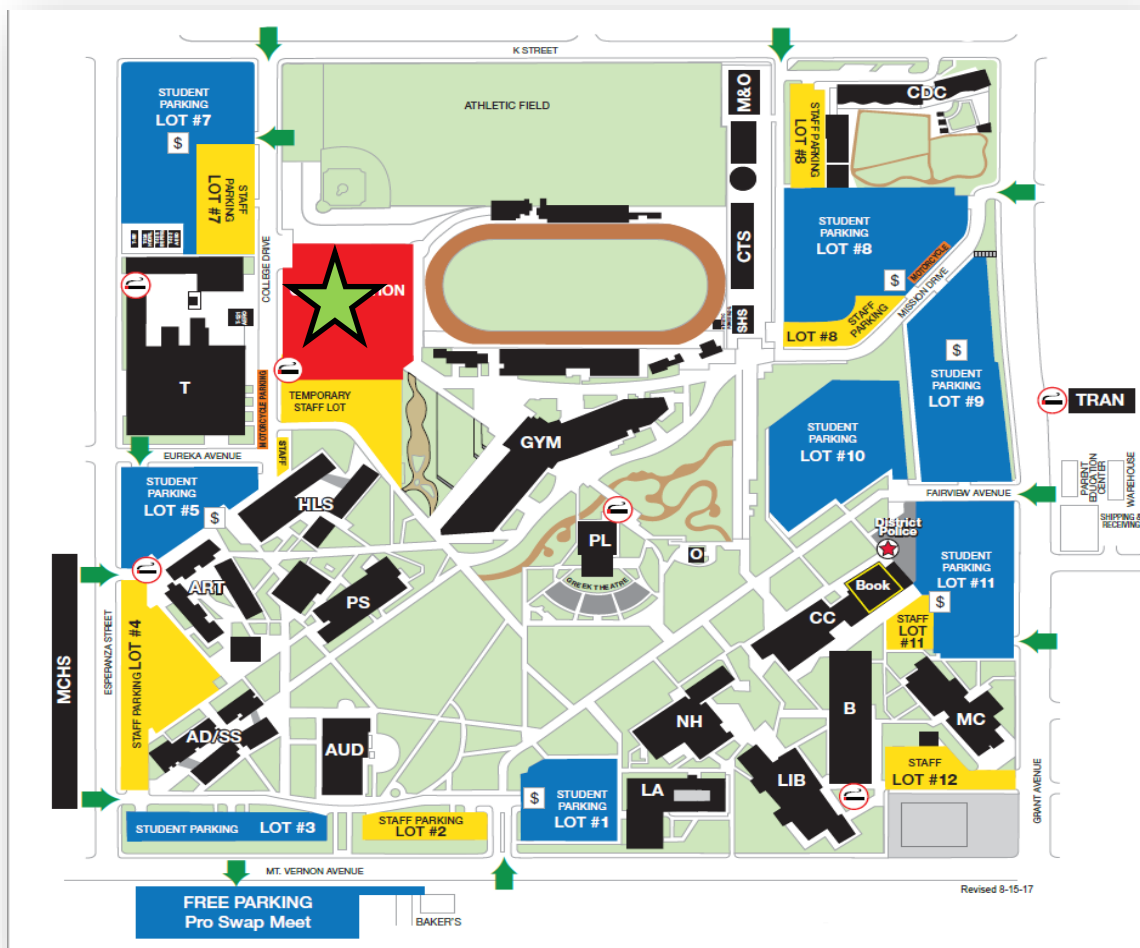 K STREET
STUDENT
PARKING
LOT #7
$
STAFF
PARKING
LOT #7
ATHLETIC FIELD
M&O
STAFF PARKING
LOT #8
CDC
STUDENT
PARKING
LOT #8
$
MOTORCYCLE
MISSION DRIVE
STAFF
PARKING
LOT #8
CTS
SHS
COLLEGE DRIVE
T
MOTORCYCLE PARKING
TEMPORARY
STAFF LOT
STAFF
EUREKA AVENUE
$
STUDENT
PARKING
LOT #9
TRAN
STUDENT
PARKING
LOT #10
GYM
FAIRVIEW AVENUE
PARENT
EDUCTION
CENTER
WAREHOUSE
SHIPPING &
RECEIVING
STUDENT
PARKING
LOT #5
$
HLS
District
Police
PL
GREEK THEATRE
O
STUDENT
PARKING
LOT #11
$
Book
CC
STAFF
LOT
#11
ART
PS
MCHS
ESPERANZA STREET
STAFF PARKING LOT #4
AD/SS
AUD
NH
B
MC
LIB
LA
STAFF
LOT #12
GRANT AVENUE
$
STUDENT
PARKING
LOT #1
STUDENT PARKING LOT #3
STAFF PARKING
LOT #2
MT. VERNON AVENUE
Revised 8-15-17
FREE PARKING
Pro Swap Meet
BAKER'S